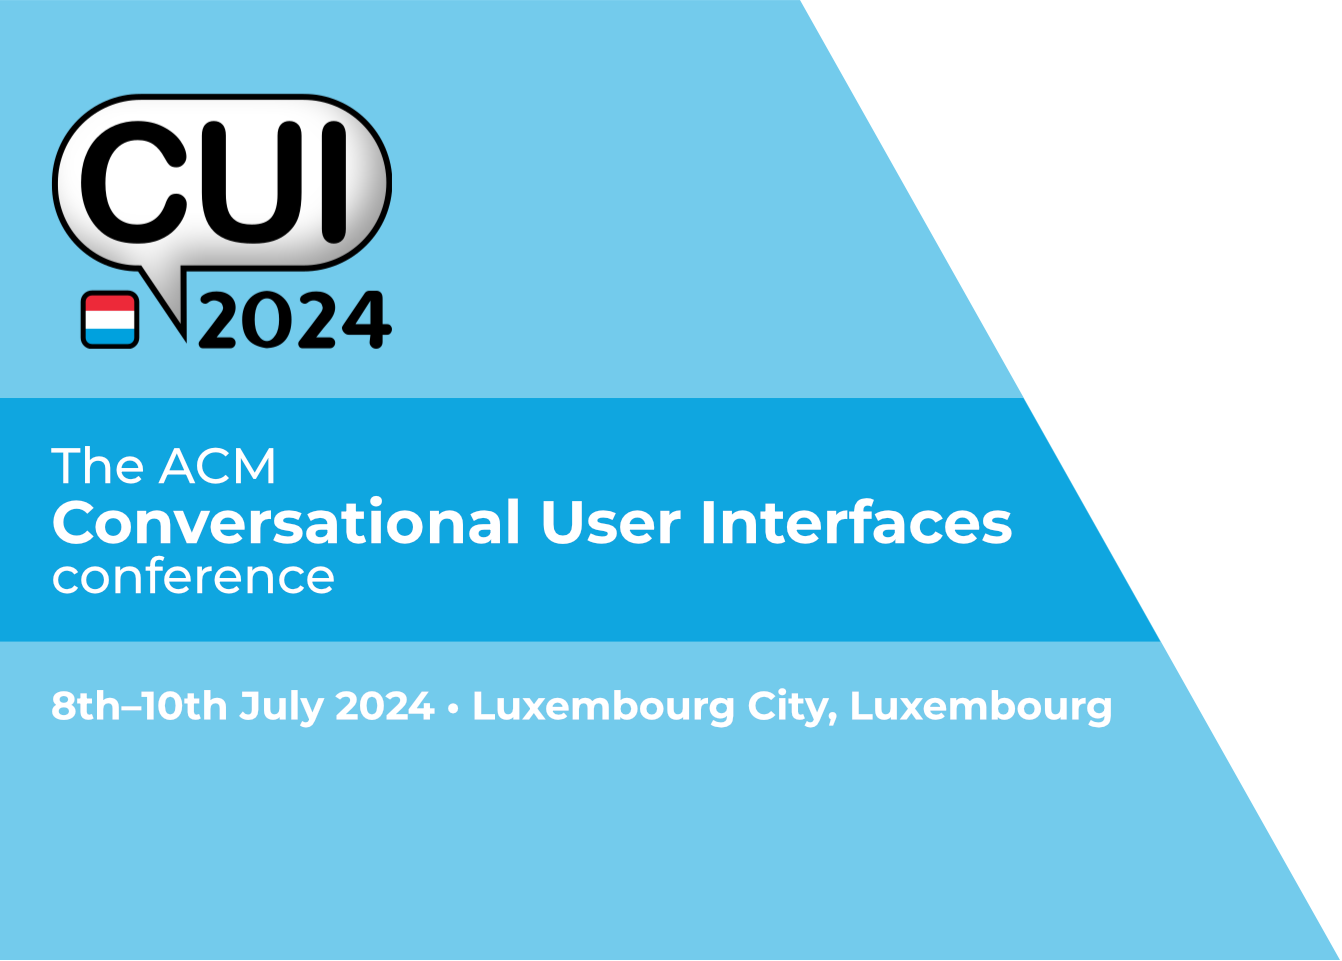 CUI
2024
The ACM
Conversational User Interfaces
conference
8th–10th July 2024 • Luxembourg City, Luxembourg